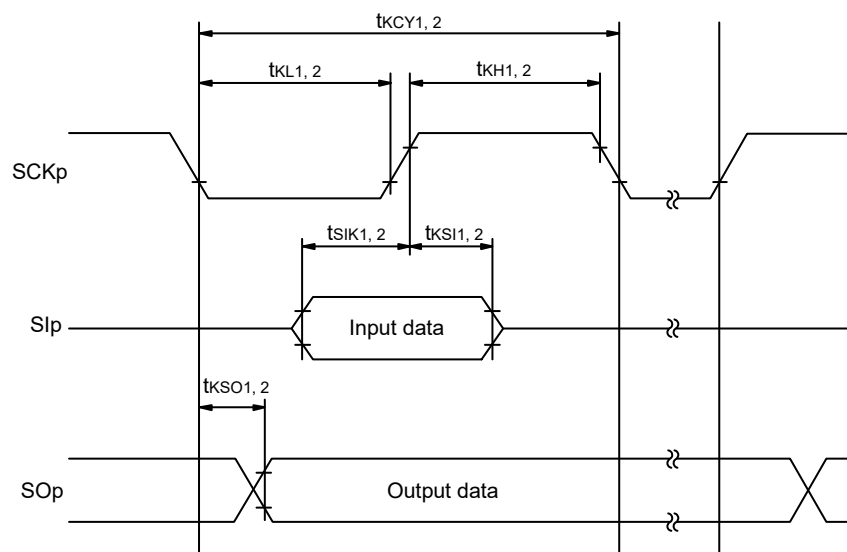 tKCY1, 2
tKL1, 2
tKH1, 2
SCKp
tSIK1, 2
tKSI1, 2
SIp
Input data
tKSO1, 2
SOp
Output data